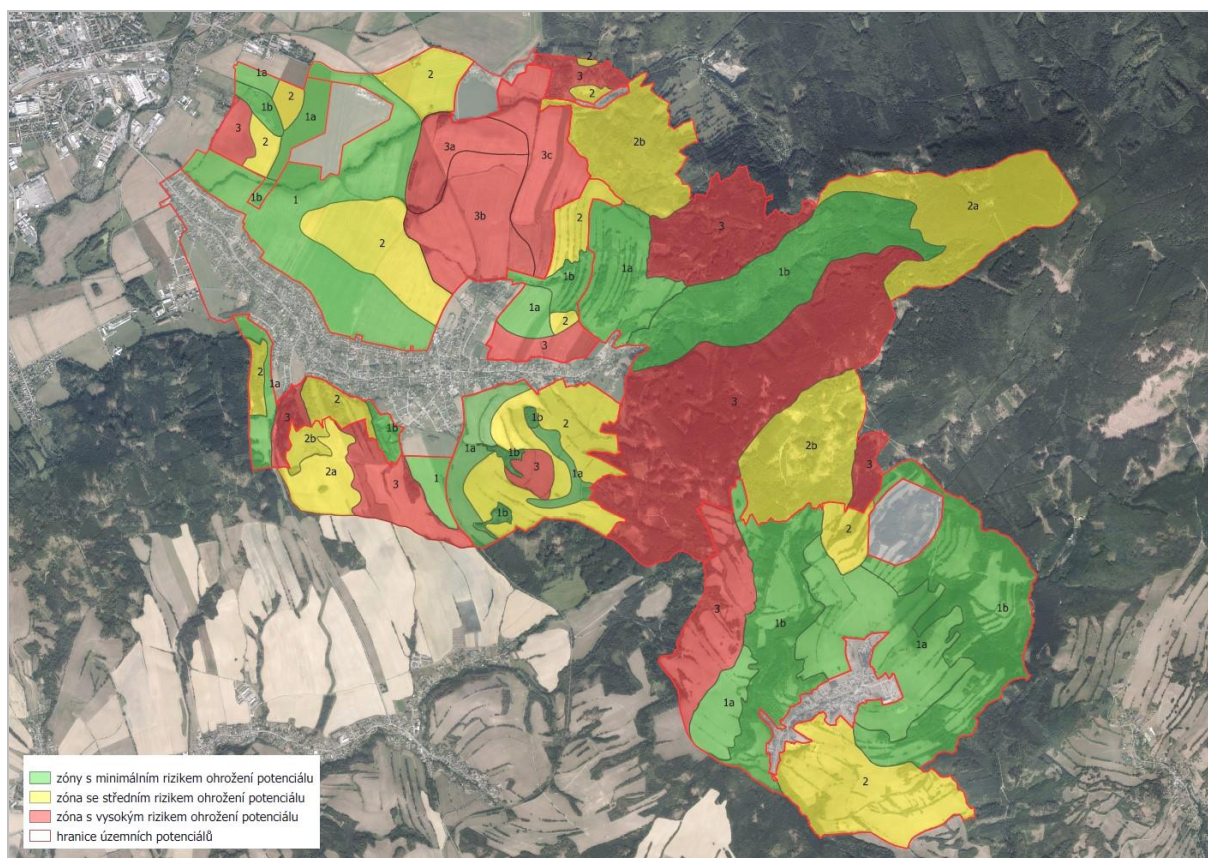 2
2
3
1a
2
2
1b
1a
3a
3c
3
2
2b
2a
1b
1
3b
2
2
3
1b
1a
1b
1a
2
3
2
1a
3
2
1b
2b
2a
3
1b
2
1a
1b
3
1a
1
1b
3
2b
3
2
3
1b
1a
1b
1a
2
zóny s minimálním rizikem ohrožení potenciálu
zóna se středním rizikem ohrožení potenciálu
zóna s vysokým rizikem ohrožení potenciálu
hranice územních potenciálů